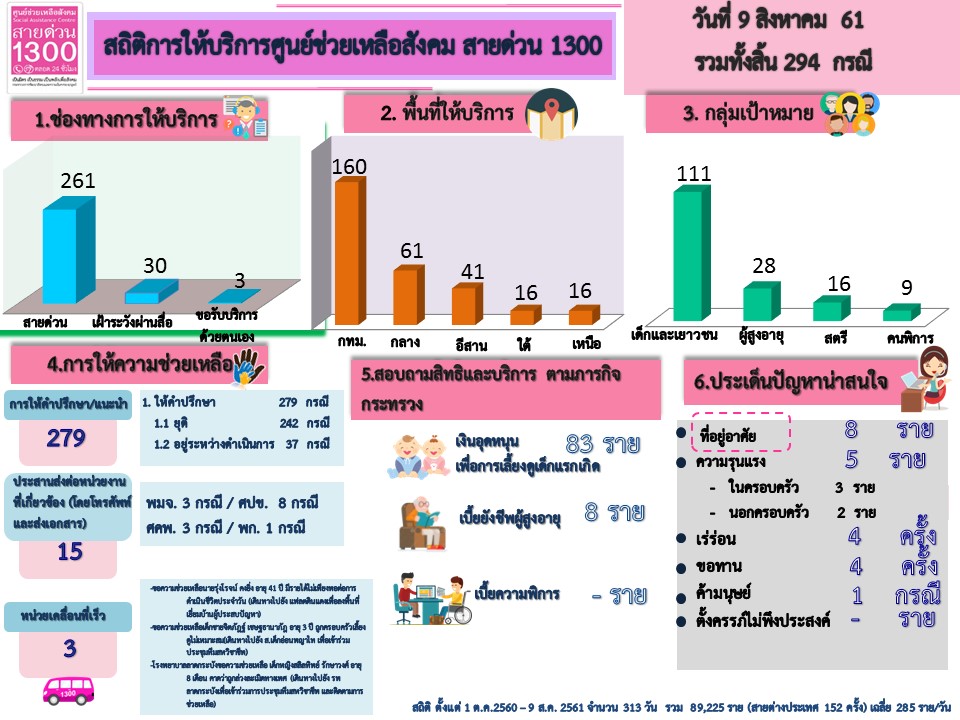 ศูนย์ช่วยเหลือสังคม
Social Assistance Centre
สายด่วน
1300
ตลอด 24 ชั่วโมง
สถิติการให้บริการศูนย์ช่วยเหลือสังคม สายด่วน 1300
วันที่ 9 สิงหาคม 61
รวมทั้งสิ้น 294 กรณี
1.ช่องทางการให้บริการ
261
30
3
สายด่วน
เฝ้าระวังผ่านสื่อ
ขอรับบริการ
ด้วยตนเอง
2. พื้นที่ให้บริการ
160
61
41
16
16
กทม.
กลาง
อีสาน
ใต้
เหนือ
3. กลุ่มเป้าหมาย
111
28
16
9
เด็กและเยาวชน
ผู้สูงอายุ
สตรี
คนพิการ
4.การให้ความช่วยเหลือ
การให้คำปรึกษา/แนะนำ
279
1. ให้คำปรึกษา 279 กรณี
1.1 ยุติ 242 กรณี
1.2 อยู่ระหว่างดำเนินการ 37 กรณี
ประสานส่งต่อหน่วยงาน
ที่เกี่ยวข้อง (โดยโทรศัพท์
และส่งเอกสาร)
15
พมจ. 3 กรณี / ศปข. 8 กรณี
ศคพ. 3 กรณี / พก. 1 กรณี
หน่วยเคลื่อนที่เร็ว
3
1300
5.สอบถามสิทธิและบริการ ตามภารกิจ
กระทรวง
เงินอุดหนุน 83 ราย
เพื่อการเลี้ยงดูเด็กแรกเกิด
เบี้ยยังชีพผู้สูงอายุ 8 ราย
เบี้ยความพิการ - ราย
6.ประเด็นปัญหาน่าสนใจ
ที่อยู่อาศัย 8 ราย
ความรุนแรง 5 ราย
- ในครอบครัว 3 ราย
- นอกครอบครัว 2 ราย
เร่ร่อน 4 ครั้ง
ขอทาน 4 ครั้ง
ค้ามนุษย์ 1 กรณี
ตั้งครรภ์ไม่พึงประสงค์ - ราย
สถิติ ตั้งแต่ 1 ต.ค.2560 – 9 ส.ค. 2561 จำนวน 313 วัน รวม 89,225 ราย (สายต่างประเทศ 152 ครั้ง) เฉลี่ย 285 ราย/วัน